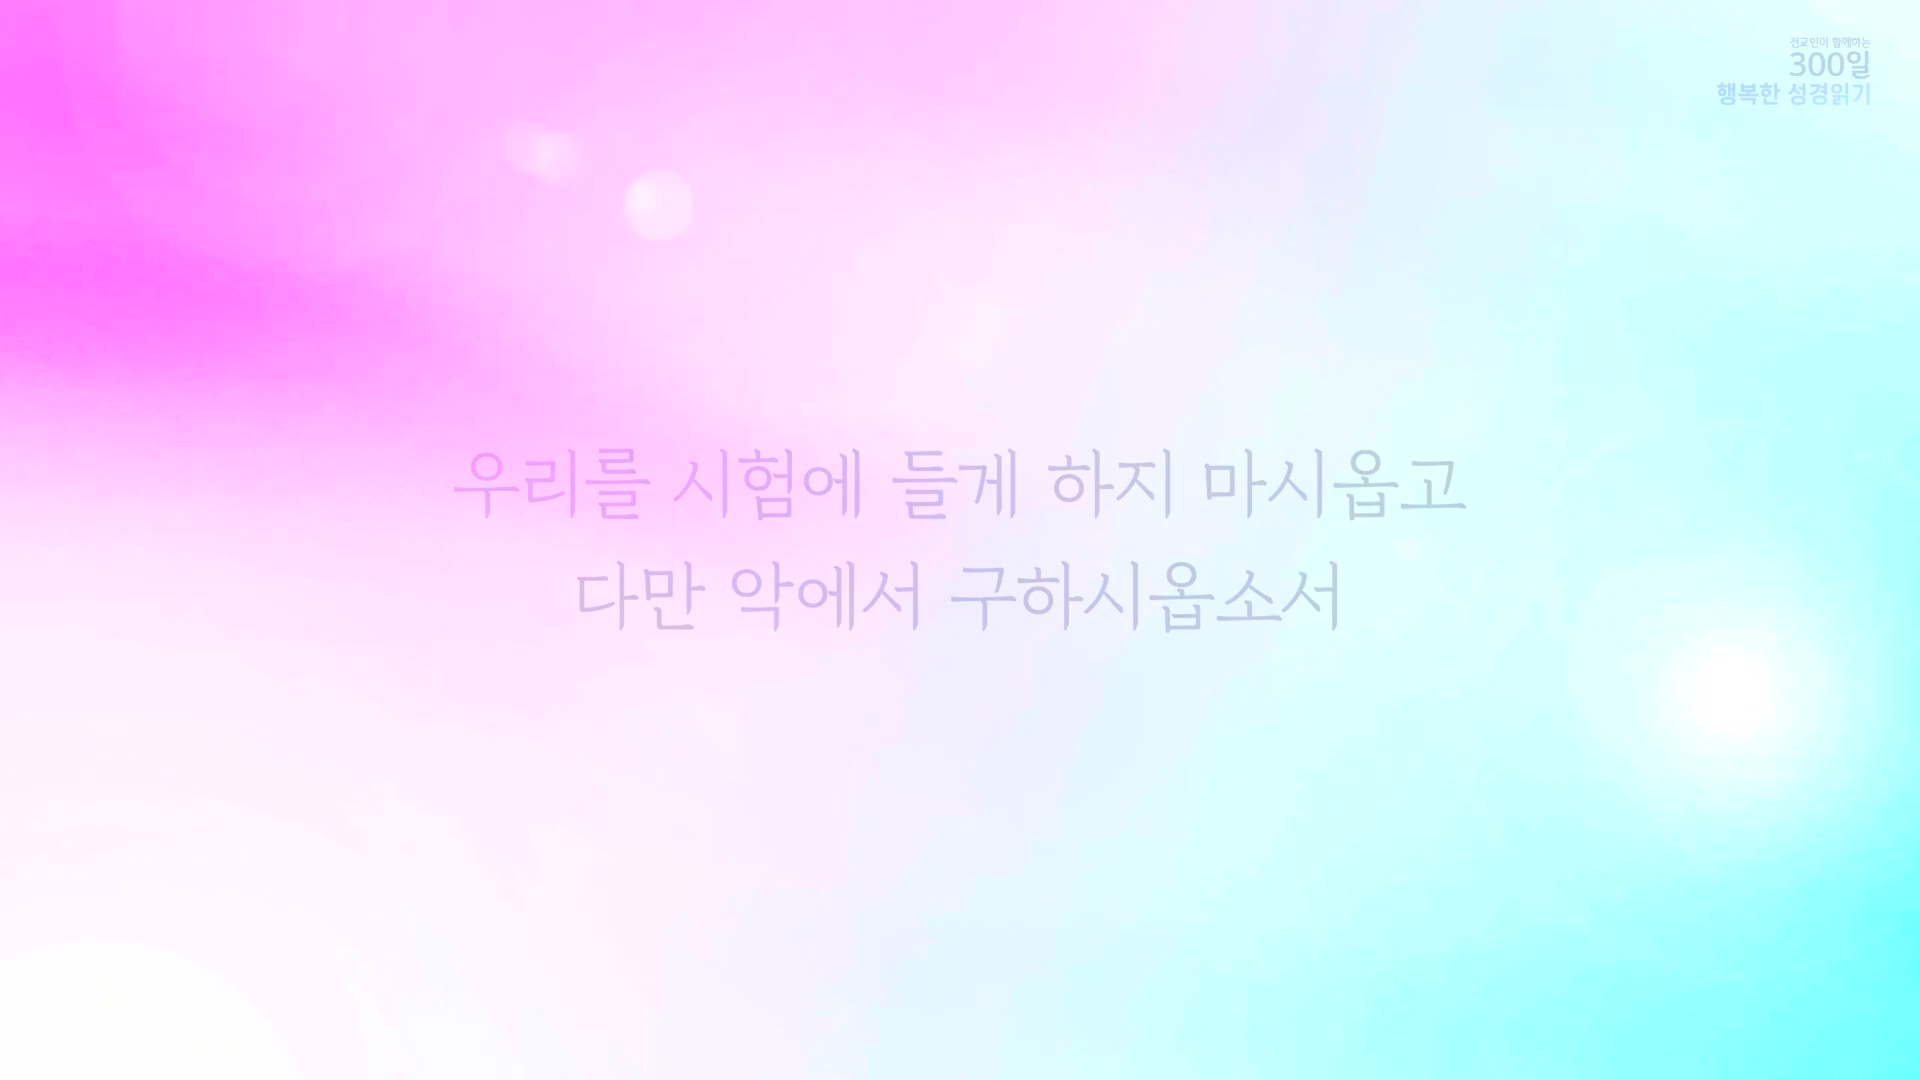 전교인이 함께하는
300일
행복한 성경읽기
우리를 시험에 들게 하지 마시옵고
다만 악에서 구하시옵소서